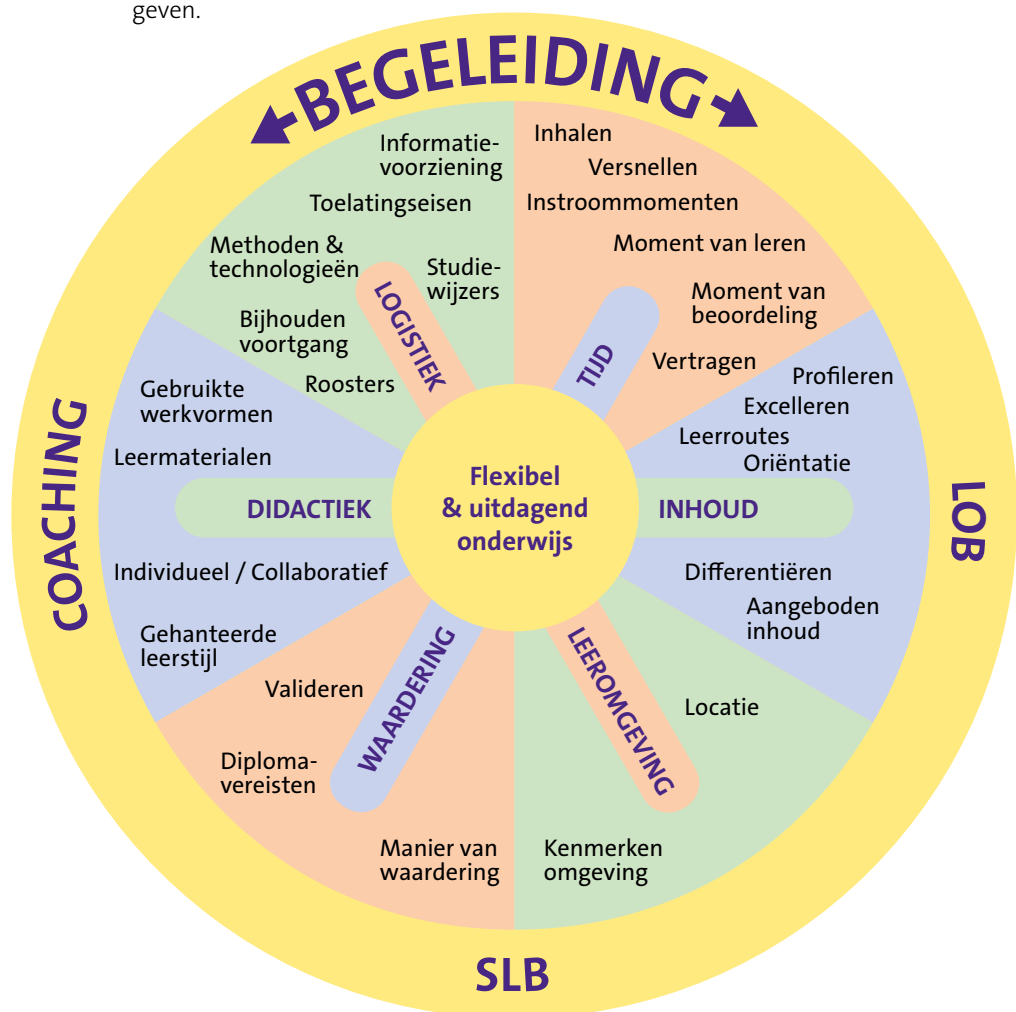 geven.
BEGELEIDING
Informatie-
voorziening
Toelatingseisen
Methoden &
technologieën
Studie-
wijzers
Bijhouden
voortgang
Roosters
LOGISTIEK
Inhalen
Versnellen
Instroommomenten
Moment van leren
Moment van
beoordeling
Vertragen
TIJD
Profileren
Excelleren
Leerroutes
Oriëntatie
INHOUD
Differentiëren
Aangeboden
inhoud
LOB
Gebruikte
werkvormen
Leermaterialen
DIDACTIEK
Individueel / Collaboratief
Gehanteerde
leerstijl
COACHING
Flexibel
& uitdagend
onderwijs
Valideren
Diploma-
vereisten
Manier van
waardering
WAARDERING
LEEROMGEVING
Locatie
Kenmerken
omgeving
SLB